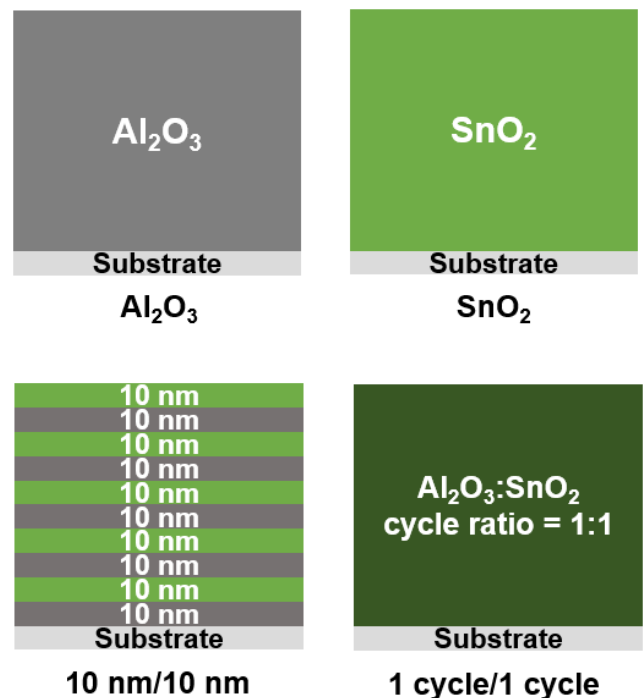 Al₂O₃
Substrate
Al₂O₃
SnO₂
Substrate
SnO₂
10 nm
10 nm
10 nm
10 nm
10 nm
10 nm
10 nm
10 nm
10 nm
10 nm
Substrate
10 nm/10 nm
Al₂O₃:SnO₂
cycle ratio = 1:1
Substrate
1 cycle/1 cycle